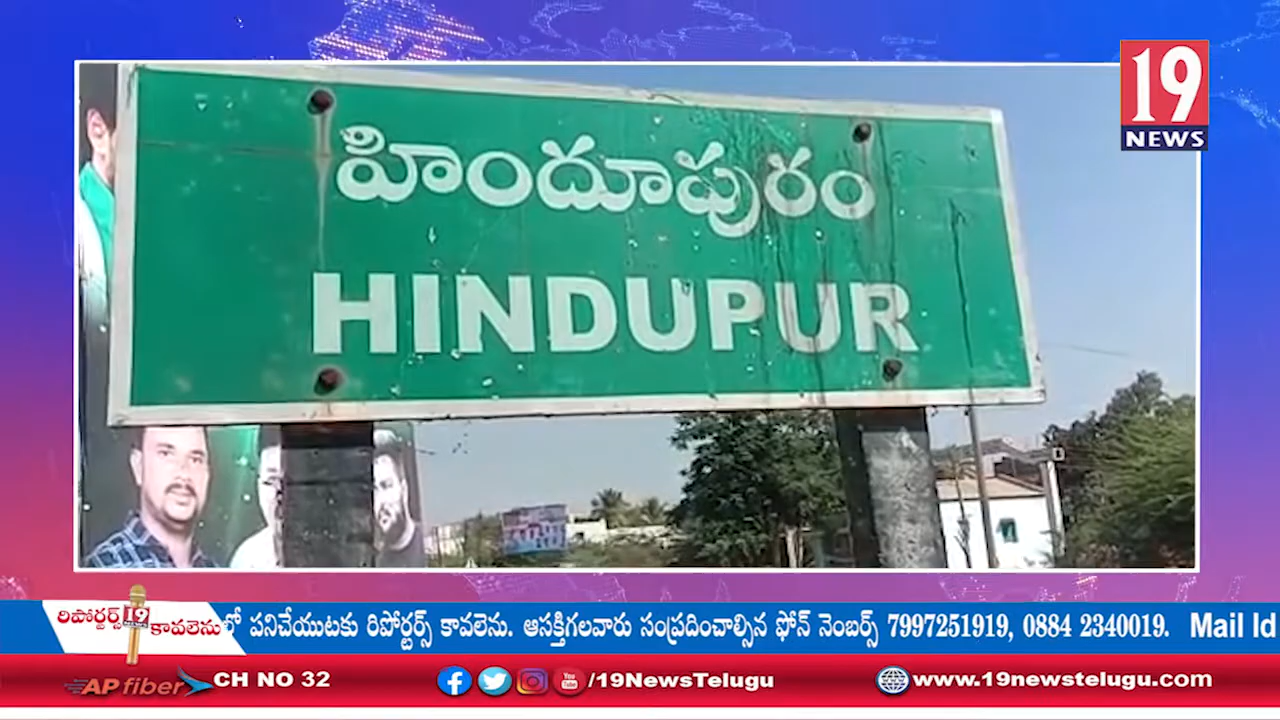 19
NEWS
హిందూపురం
HINDUPUR
రిపోర్టర్స్ 19 కావలెను
లో పనిచేయుటకు రిపోర్టర్స్ కావలెను. ఆసక్తిగలవారు సంప్రదించాల్సిన ఫోన్ నెంబర్స్ 7997251919, 0884 2340019. Mail Id
AP fiber CH NO 32
/19NewsTelugu
www.19newstelugu.com